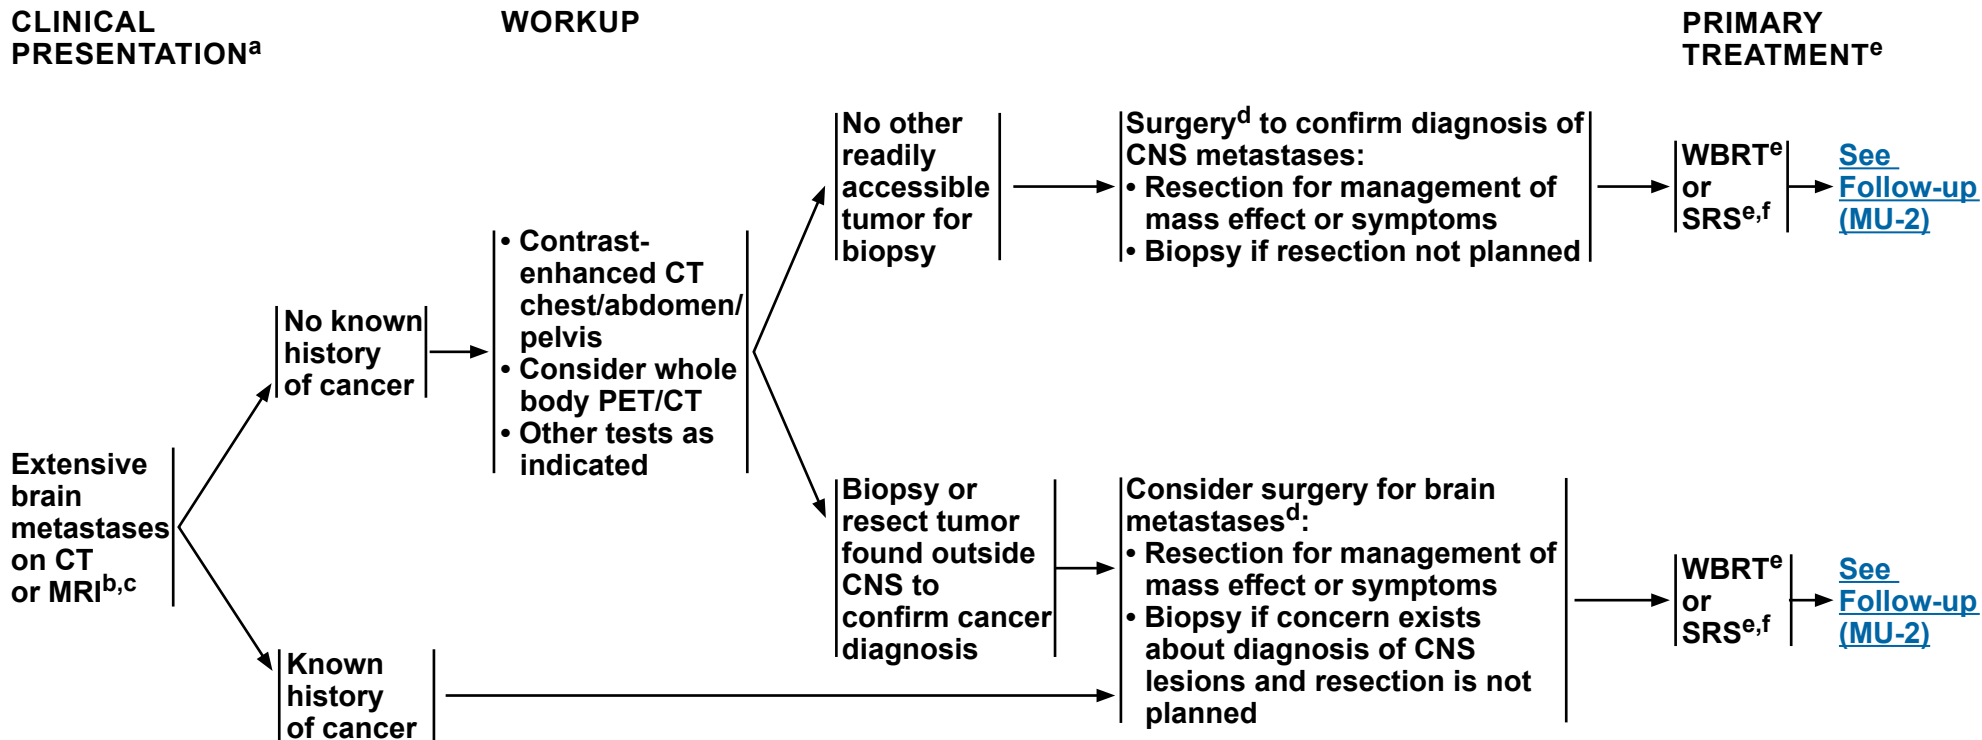 CLINICAL
PRESENTATIONa
WORKUP
PRIMARY
TREATMENTe
Extensive
brain
metastases
on CT
or MRIb,c
No known
history
of cancer
Known
history
of cancer
• Contrast-
enhanced CT
chest/abdomen/
pelvis
• Consider whole
body PET/CT
• Other tests as
indicated
No other
readily
accessible
tumor for
biopsy
Surgeryd to confirm diagnosis of
CNS metastases:
• Resection for management of
mass effect or symptoms
• Biopsy if resection not planned
WBRTe
or
SRSe,f
See
Follow-up
(MU-2)
Biopsy or
resect tumor
found outside
CNS to
confirm cancer
diagnosis
Consider surgery for brain
metastasesd:
• Resection for management of
mass effect or symptoms
• Biopsy if concern exists
about diagnosis of CNS
lesions and resection is not
planned
WBRTe
or
SRSe,f
See
Follow-up
(MU-2)